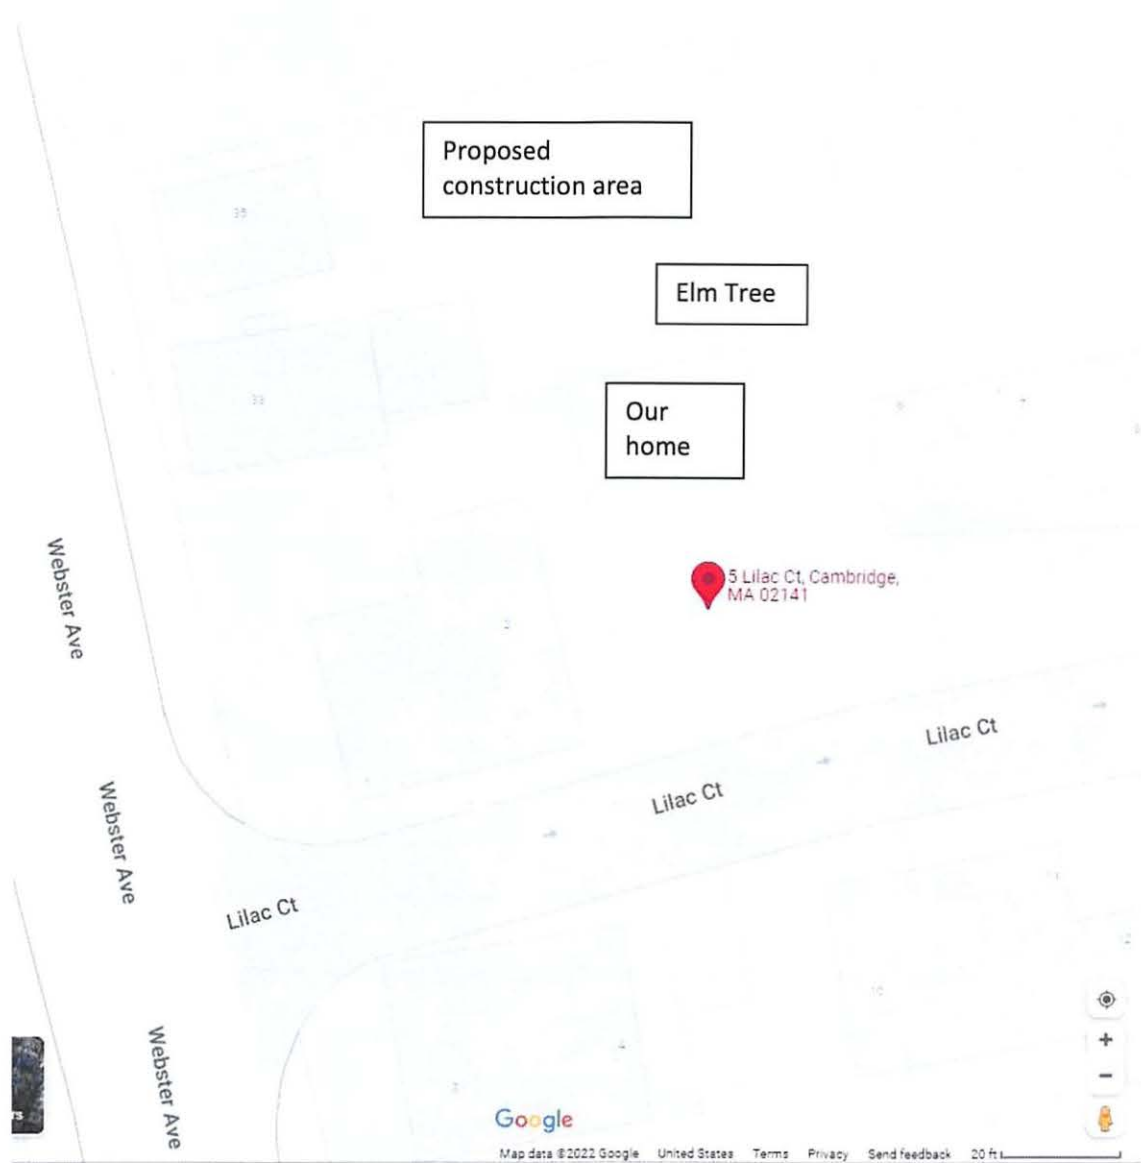 Proposed
construction area
35
Elm Tree
33
Our
home
Webster Ave
5 Lilac Ct, Cambridge,
MA 02141
Lilac Ct
Lilac Ct
Webster Ave
Lilac Ct
Webster Ave
Google
Map data ©2022 Google United States Terms Privacy Send feedback 20 ft